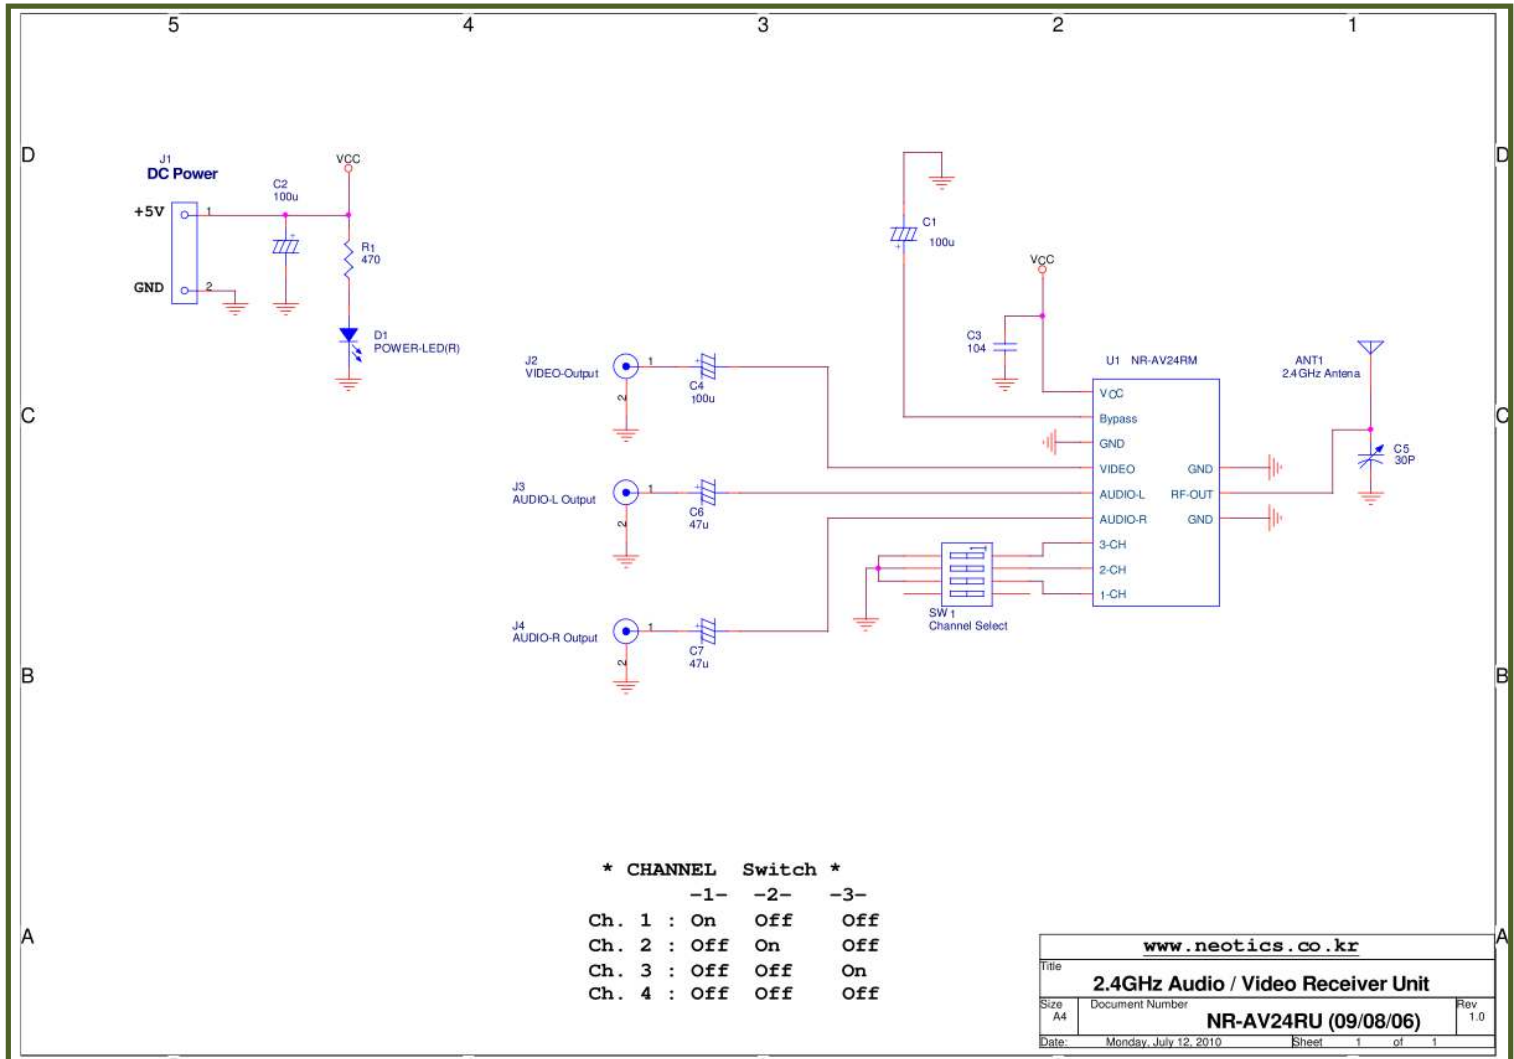 5 4 3 2 1
D D
J1
DC Power
+5V 1
GND 2
C2
100u
VCC
R1
470
D1
POWER-LED(R)
C1
100u
VCC
C3
104
J2
VIDEO-Output
1
2
C4
100u
U1 NR-AV24RM
VCC
Bypass
GND
VIDEO GND
AUDIO-L RF-OUT
AUDIO-R GND
3-CH
2-CH
1-CH
ANT1
2.4GHz Antena
C5
30P
C C
J3
AUDIO-L Output
1
2
C6
47u
SW1
Channel Select
J4
AUDIO-R Output
1
2
C7
47u
B B
* CHANNEL Switch *
-1- -2- -3-
Ch. 1 : On Off Off
Ch. 2 : Off On Off
Ch. 3 : Off Off On
Ch. 4 : Off Off Off
A A
www.neotics.co.kr
Title
2.4GHz Audio / Video Receiver Unit
Size Document Number Rev
A4 NR-AV24RU (09/08/06) 1.0
Date: Monday, July 12, 2010 Sheet 1 of 1